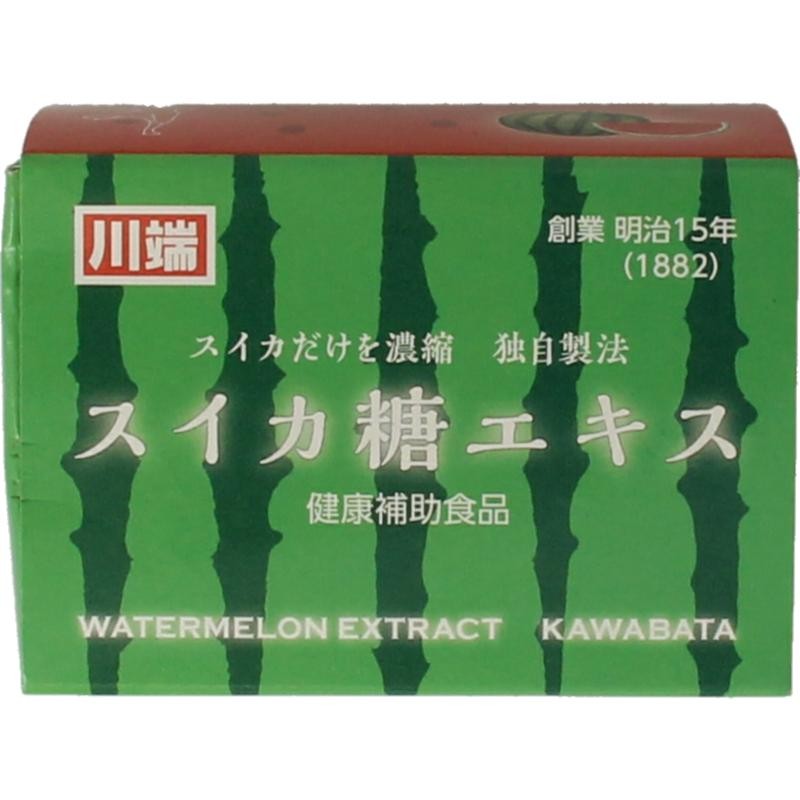 川端
創業 明治15年
(1882)
スイカだけを濃縮 独自製法
スイカ糖エキス
健康補助食品
WATERMELON EXTRACT KAWABATA